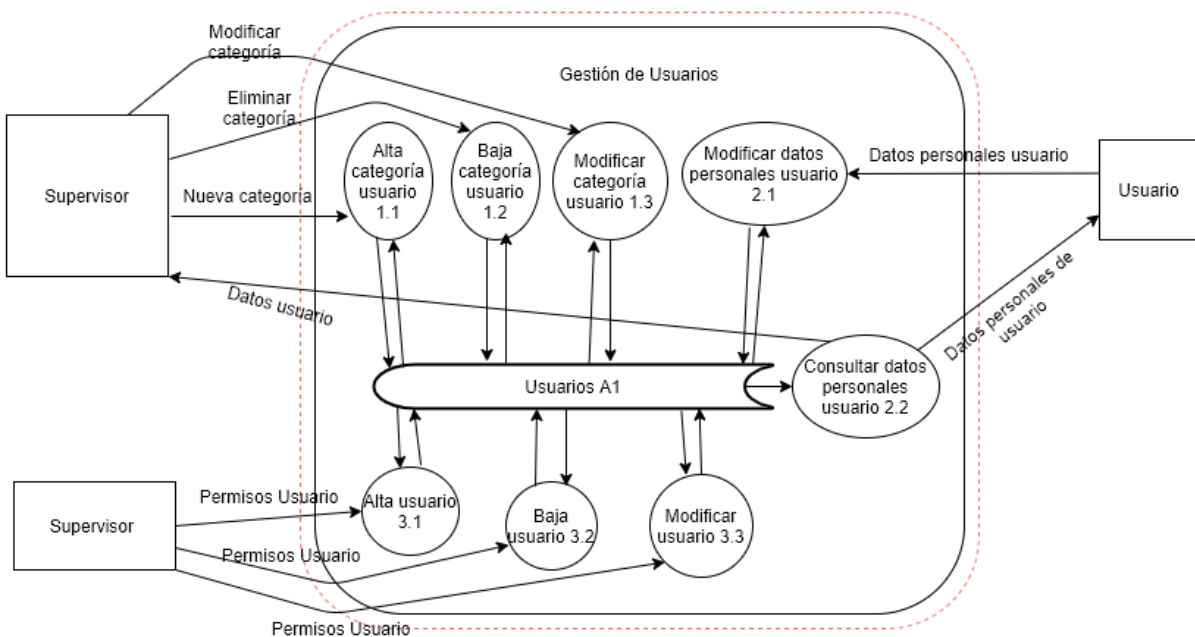 Modificar
categoría
Gestión de Usuarios
Eliminar
categoría
Supervisor
Nueva categoría
Alta
categoría
usuario
1.1
Baja
categoría
usuario
1.2
Modificar
categoría
usuario 1.3
Modificar datos
personales usuario
2.1
Datos personales usuario
Usuario
Datos usuario
Datos personales de
usuario
Usuarios A1
Consultar datos
personales
usuario 2.2
Supervisor
Permisos Usuario
Alta usuario
3.1
Permisos Usuario
Baja
usuario 3.2
Modificar
usuario 3.3
Permisos Usuario